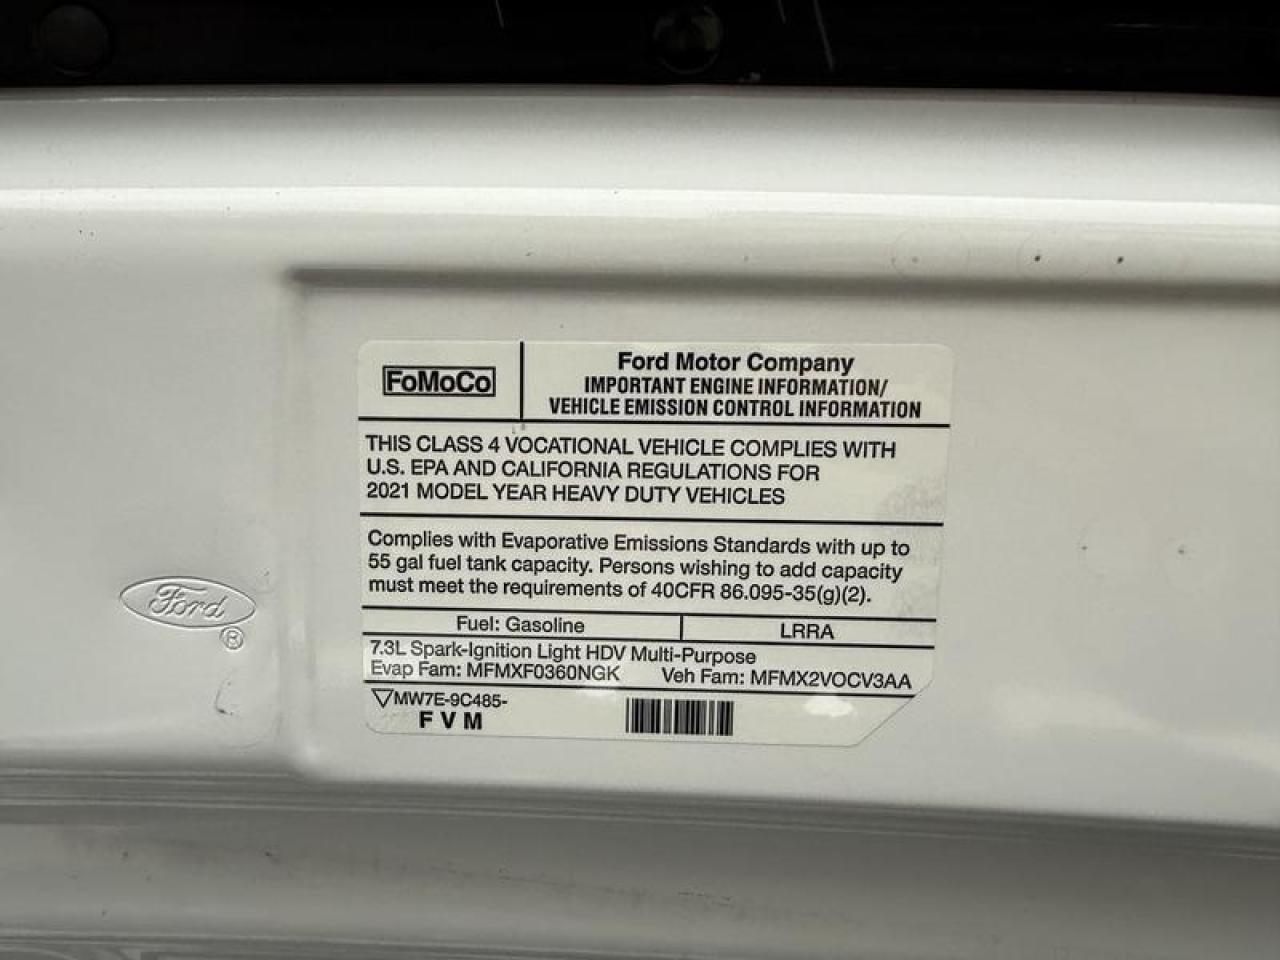 FoMoCo
Ford Motor Company
IMPORTANT ENGINE INFORMATION/
VEHICLE EMISSION CONTROL INFORMATION
THIS CLASS 4 VOCATIONAL VEHICLE COMPLIES WITH
U.S. EPA AND CALIFORNIA REGULATIONS FOR
2021 MODEL YEAR HEAVY DUTY VEHICLES
Complies with Evaporative Emissions Standards with up to
55 gal fuel tank capacity. Persons wishing to add capacity
must meet the requirements of 40CFR 86.095-35(g)(2).
Fuel: Gasoline LRRA
7.3L Spark-Ignition Light HDV Multi-Purpose
Evap Fam: MFMXF0360NGK Veh Fam: MFMX2VOCV3AA
MW7E-9C485-
F V M
Ford
®